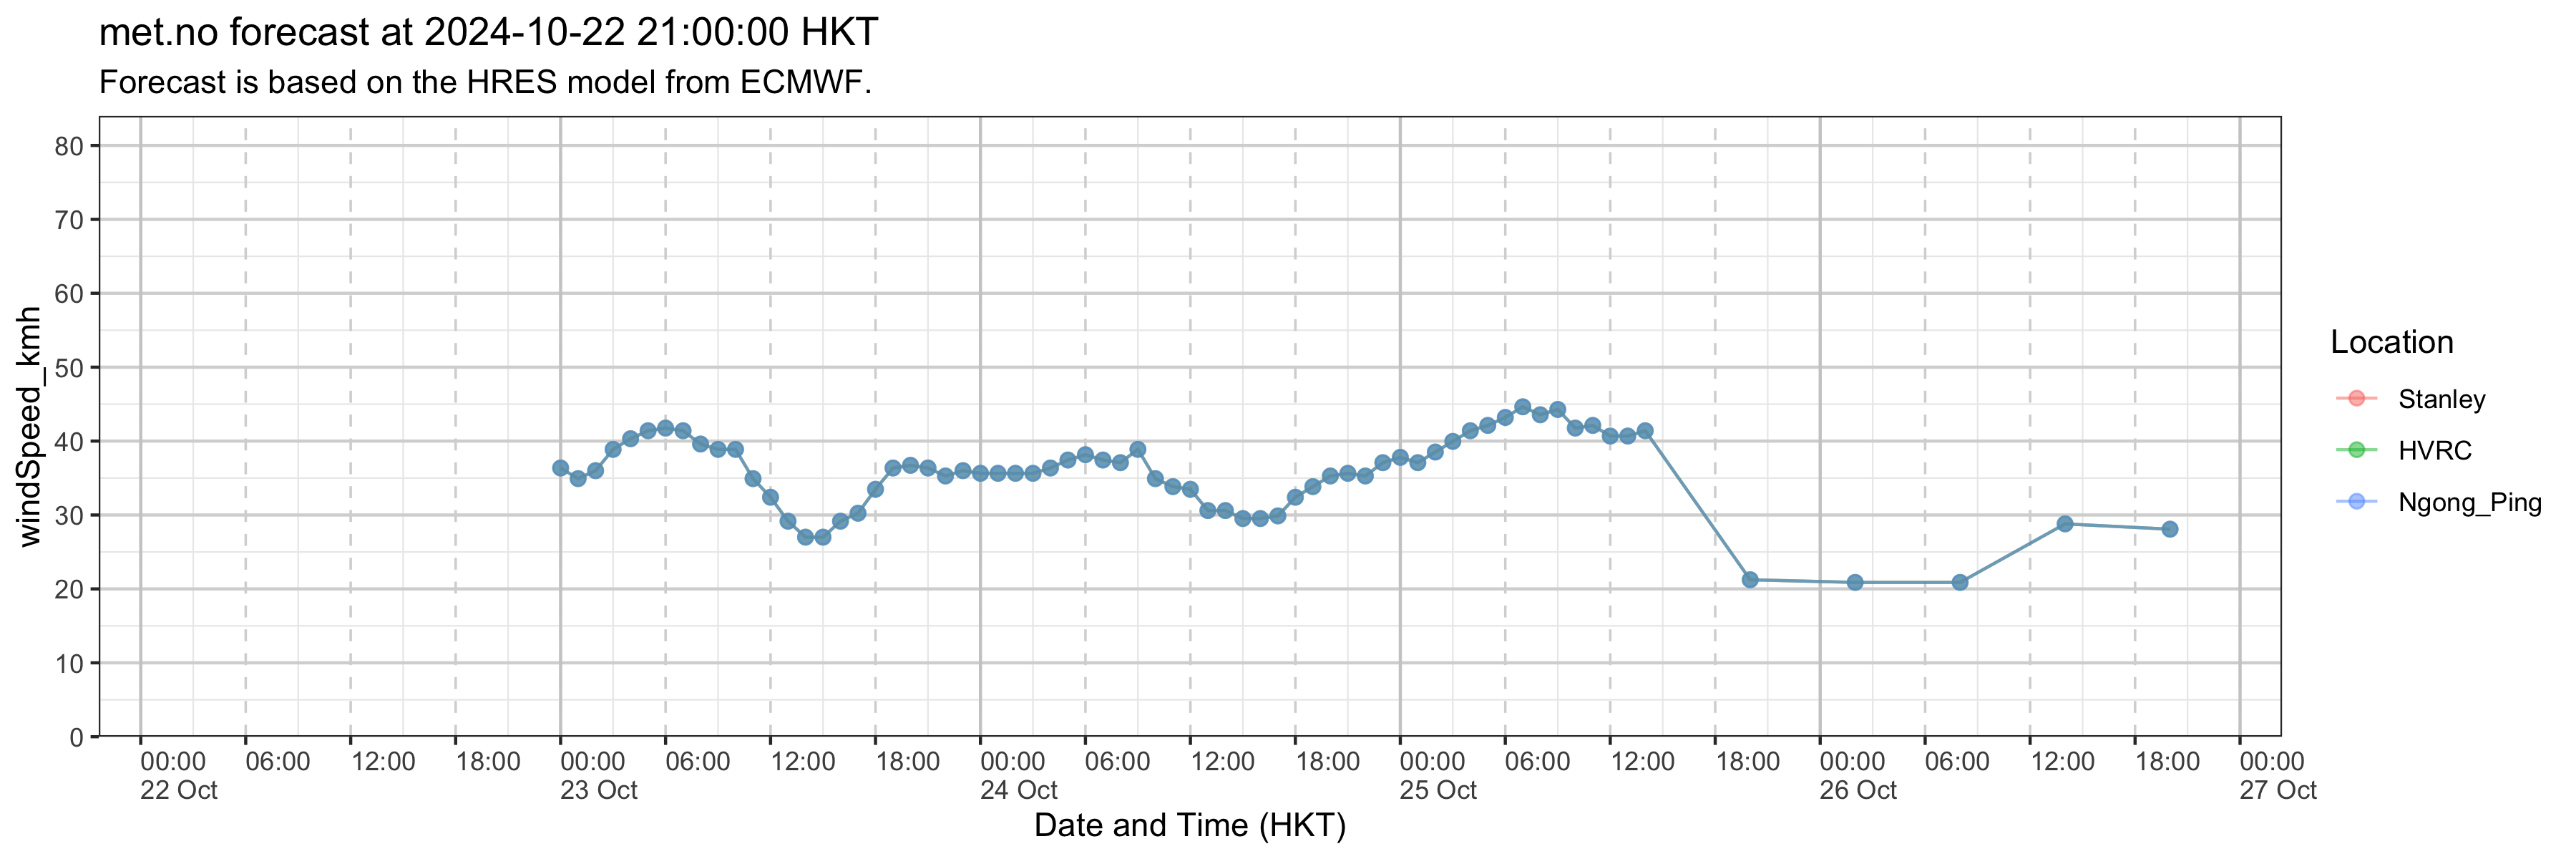 met.no forecast at 2024-10-22 21:00:00 HKT
Forecast is based on the HRES model from ECMWF.
windSpeed_kmh
80
70
60
50
40
30
20
10
0
00:00 06:00 12:00 18:00 00:00 06:00 12:00 18:00 00:00 06:00 12:00 18:00 00:00 06:00 12:00 18:00 00:00 06:00 12:00 18:00 00:00
22 Oct 23 Oct 24 Oct 25 Oct 26 Oct 27 Oct
Date and Time (HKT)
Location
Stanley
HVRC
Ngong_Ping